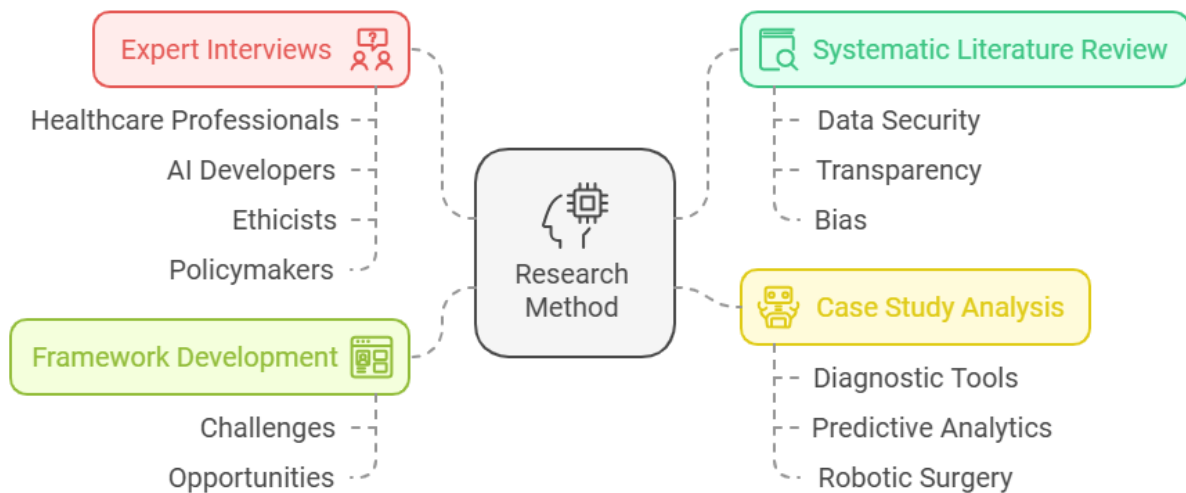 Expert Interviews
Healthcare Professionals
AI Developers
Ethicists
Policymakers
Framework Development
Challenges
Opportunities
Research
Method
Systematic Literature Review
Data Security
Transparency
Bias
Case Study Analysis
Diagnostic Tools
Predictive Analytics
Robotic Surgery